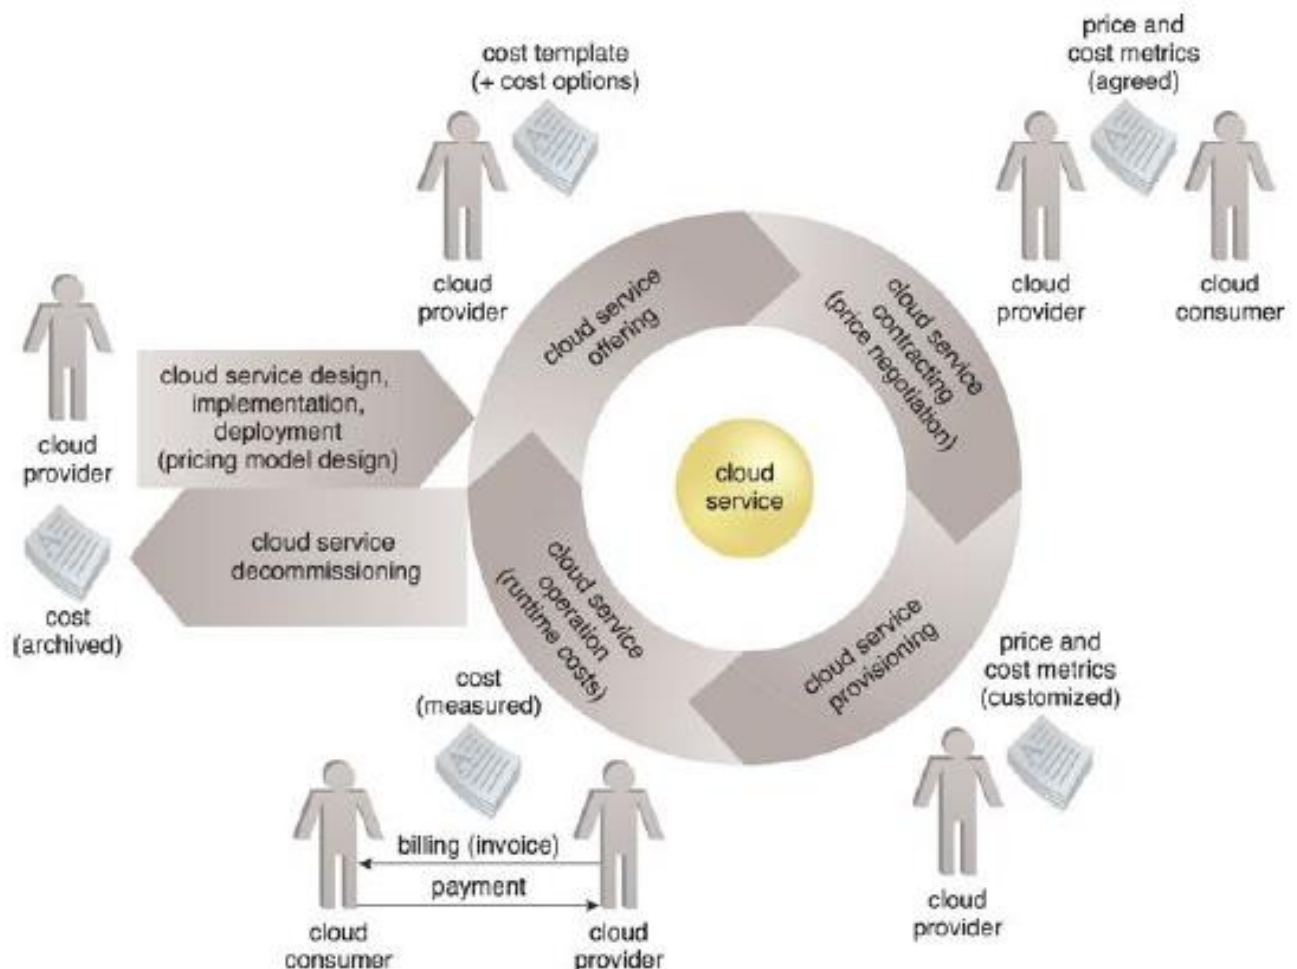 cost template
(+ cost options)
cloud
provider
price and
cost metrics
(agreed)
cloud
provider
cloud
consumer
cloud
provider
cloud service design,
implementation,
deployment
(pricing model design)
cloud service
offering
cloud service
contracting
(price negotiation)
cloud
service
cloud service
decommissioning
cost
(archived)
cloud service
operation
(runtime costs)
cloud service
provisioning
price and
cost metrics
(customized)
cloud
provider
cost
(measured)
billing (invoice)
payment
cloud
consumer
cloud
provider